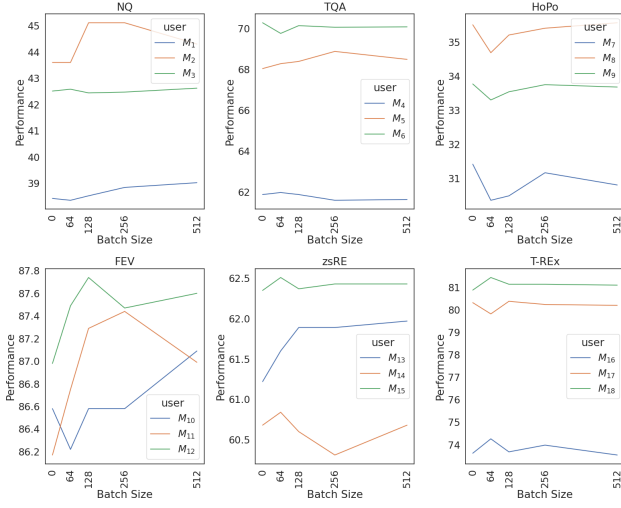 NQ
Performance
45
44
43
42
41
40
39
user
M1
M2
M3
0
64
128
256
512
Batch Size
TQA
Performance
70
68
66
64
62
user
M4
M5
M6
0
64
128
256
512
Batch Size
HoPo
Performance
35
34
33
32
31
user
M7
M8
M9
0
64
128
256
512
Batch Size
FEV
Performance
87.8
87.6
87.4
87.2
87.0
86.8
86.6
86.4
86.2
user
M10
M11
M12
0
64
128
256
512
Batch Size
zsRE
Performance
62.5
62.0
61.5
61.0
60.5
user
M13
M14
M15
0
64
128
256
512
Batch Size
T-REx
Performance
81
80
79
78
77
76
75
74
user
M16
M17
M18
0
64
128
256
512
Batch Size